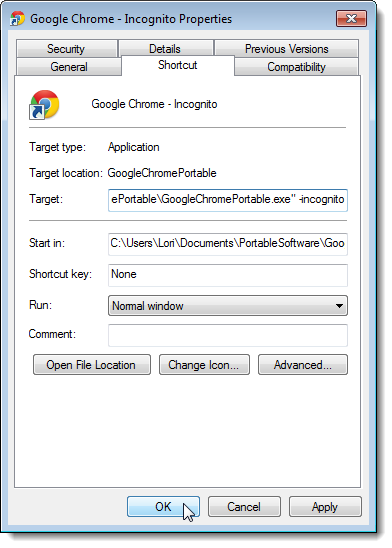 Google Chrome - Incognito Properties
Security Details Previous Versions
General Shortcut Compatibility
Google Chrome - Incognito
Target type: Application
Target location: GoogleChromePortable
Target: ePortable\GoogleChromePortable.exe" -incognito
Start in: C:\Users\Lori\Documents\PortableSoftware\Goo
Shortcut key: None
Run: Normal window
Comment:
Open File Location Change Icon... Advanced...
OK Cancel Apply